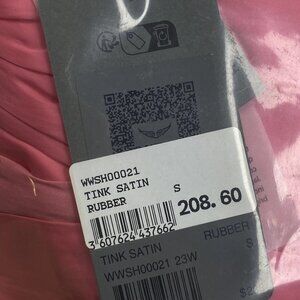 WWSH00021
TINK SATIN
RUBBER
S
208.60
3 607624 437662
TINK SATIN
RUBBER
WWSH00021 23W
S